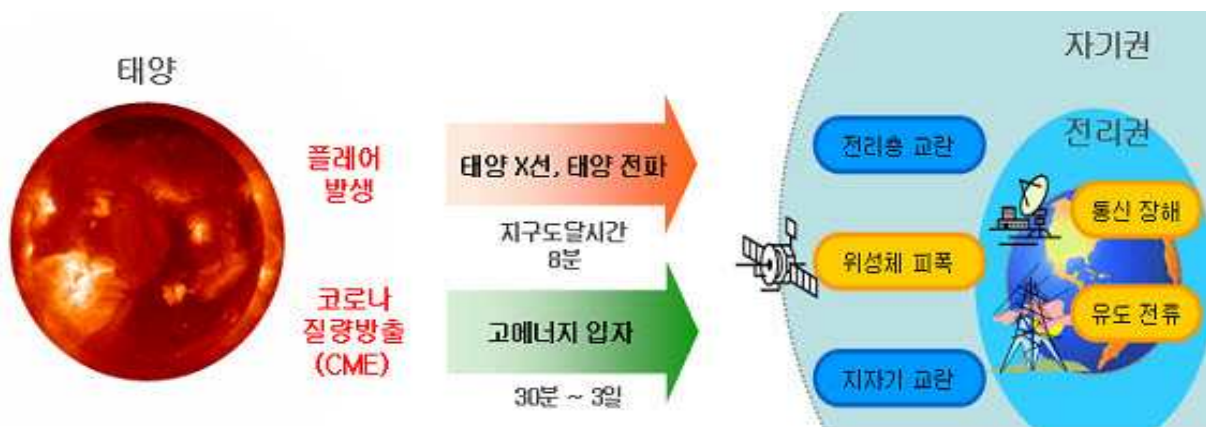 태양
플레어
발생
코로나
질량방출
(CME)
태양 X선, 태양 전파
지구도달시간
8분
고에너지 입자
30분 ~ 3일
자기권
전리권
전리층 교란
통신 장해
위성체 피폭
유도 전류
지자기 교란